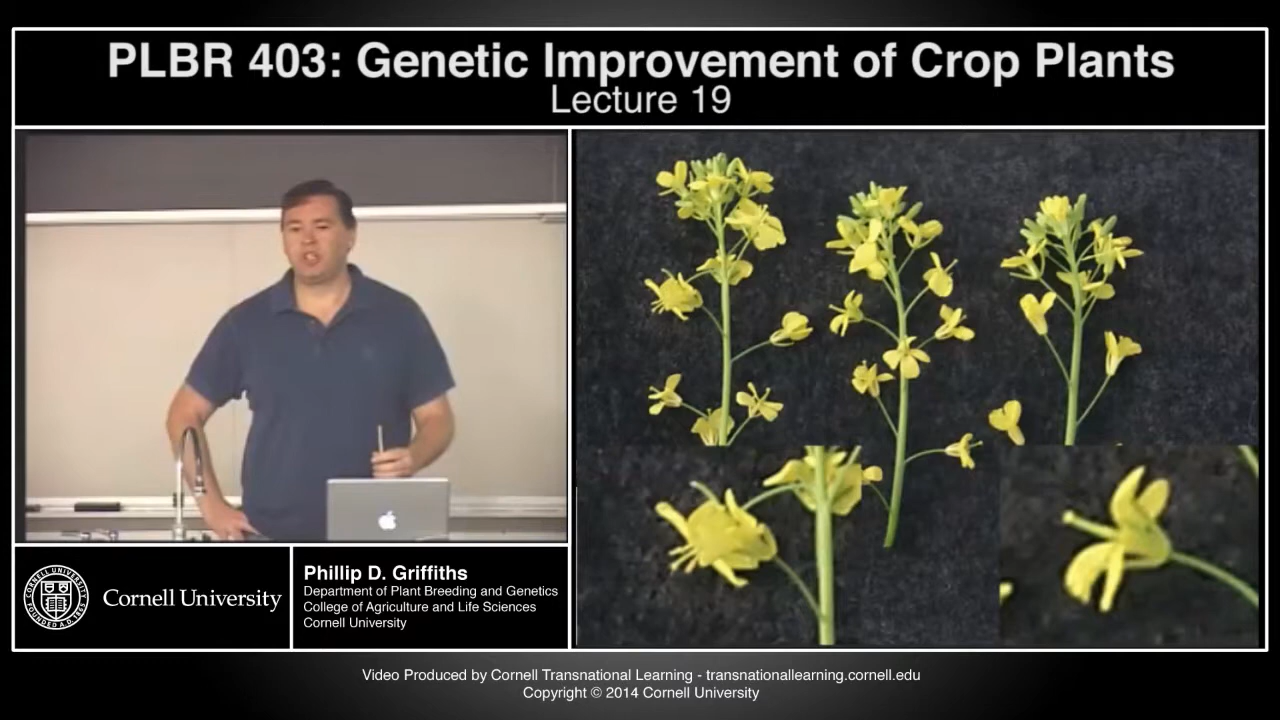 PLBR 403: Genetic Improvement of Crop Plants
Lecture 19
Cornell University
Phillip D. Griffiths
Department of Plant Breeding and Genetics
College of Agriculture and Life Sciences
Cornell University
Video Produced by Cornell Transnational Learning - transnationallearning.cornell.edu
Copyright © 2014 Cornell University